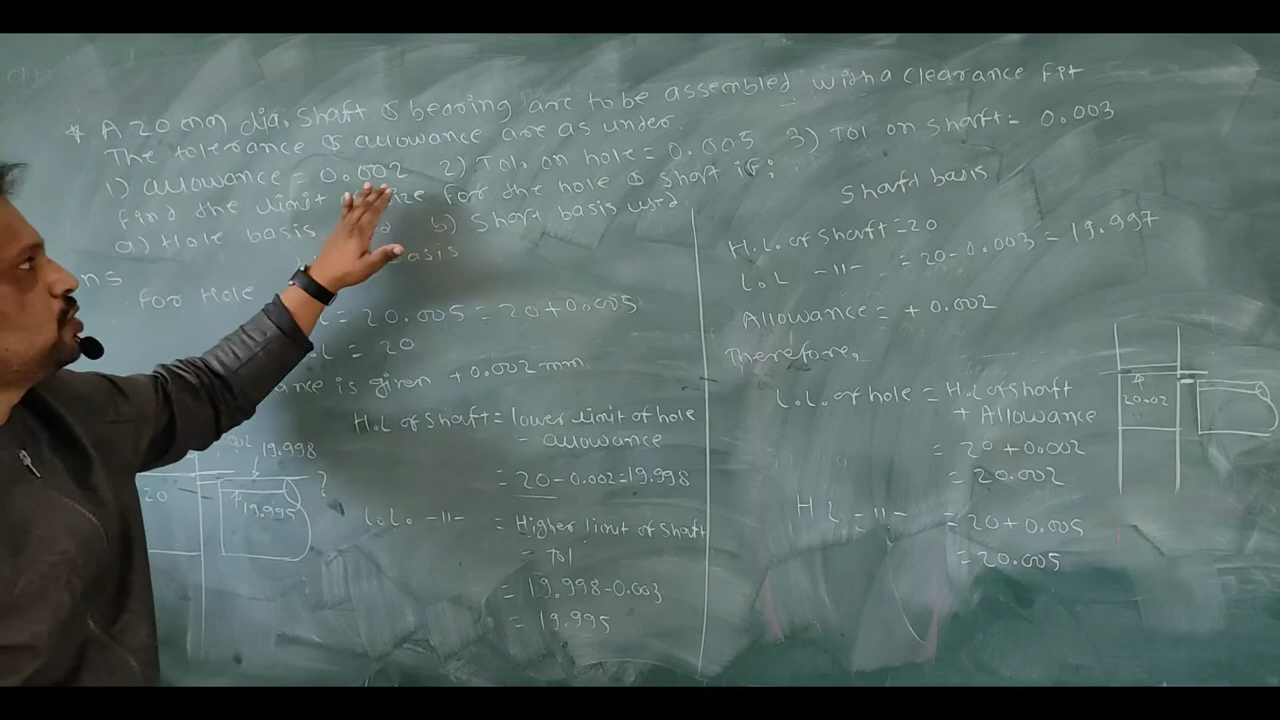 * A 20 mm dia. shaft & bearing are to be assembled with a clearance fit
The tolerance & allowance are as under.
1) allowance = 0.002 2) Tol. on hole = 0.005 3) Tol on shaft = 0.003
find the limit size for the hole & shaft if:
a) Hole basis b) Shaft basis used.
ns
asis
for Hole
= 20.005 = 20 + 0.005
= 20
ance is given + 0.002 mm.
H.L of shaft = lower limit of hole
- allowance
= 20 - 0.002 = 19.998
L.L. -11- = Higher limit of shaft
- Tol
= 19.998 - 0.003
= 19.995
19.998
20
19.995
?
Shaft basis
H.L. of shaft = 20
L.L -11- = 20 - 0.003 = 19.997
Allowance = + 0.002
Therefore,
L.L. of hole = H.L of shaft
+ Allowance
= 20 + 0.002
= 20.002
H L -11- = 20 + 0.005
= 20.005
20.02